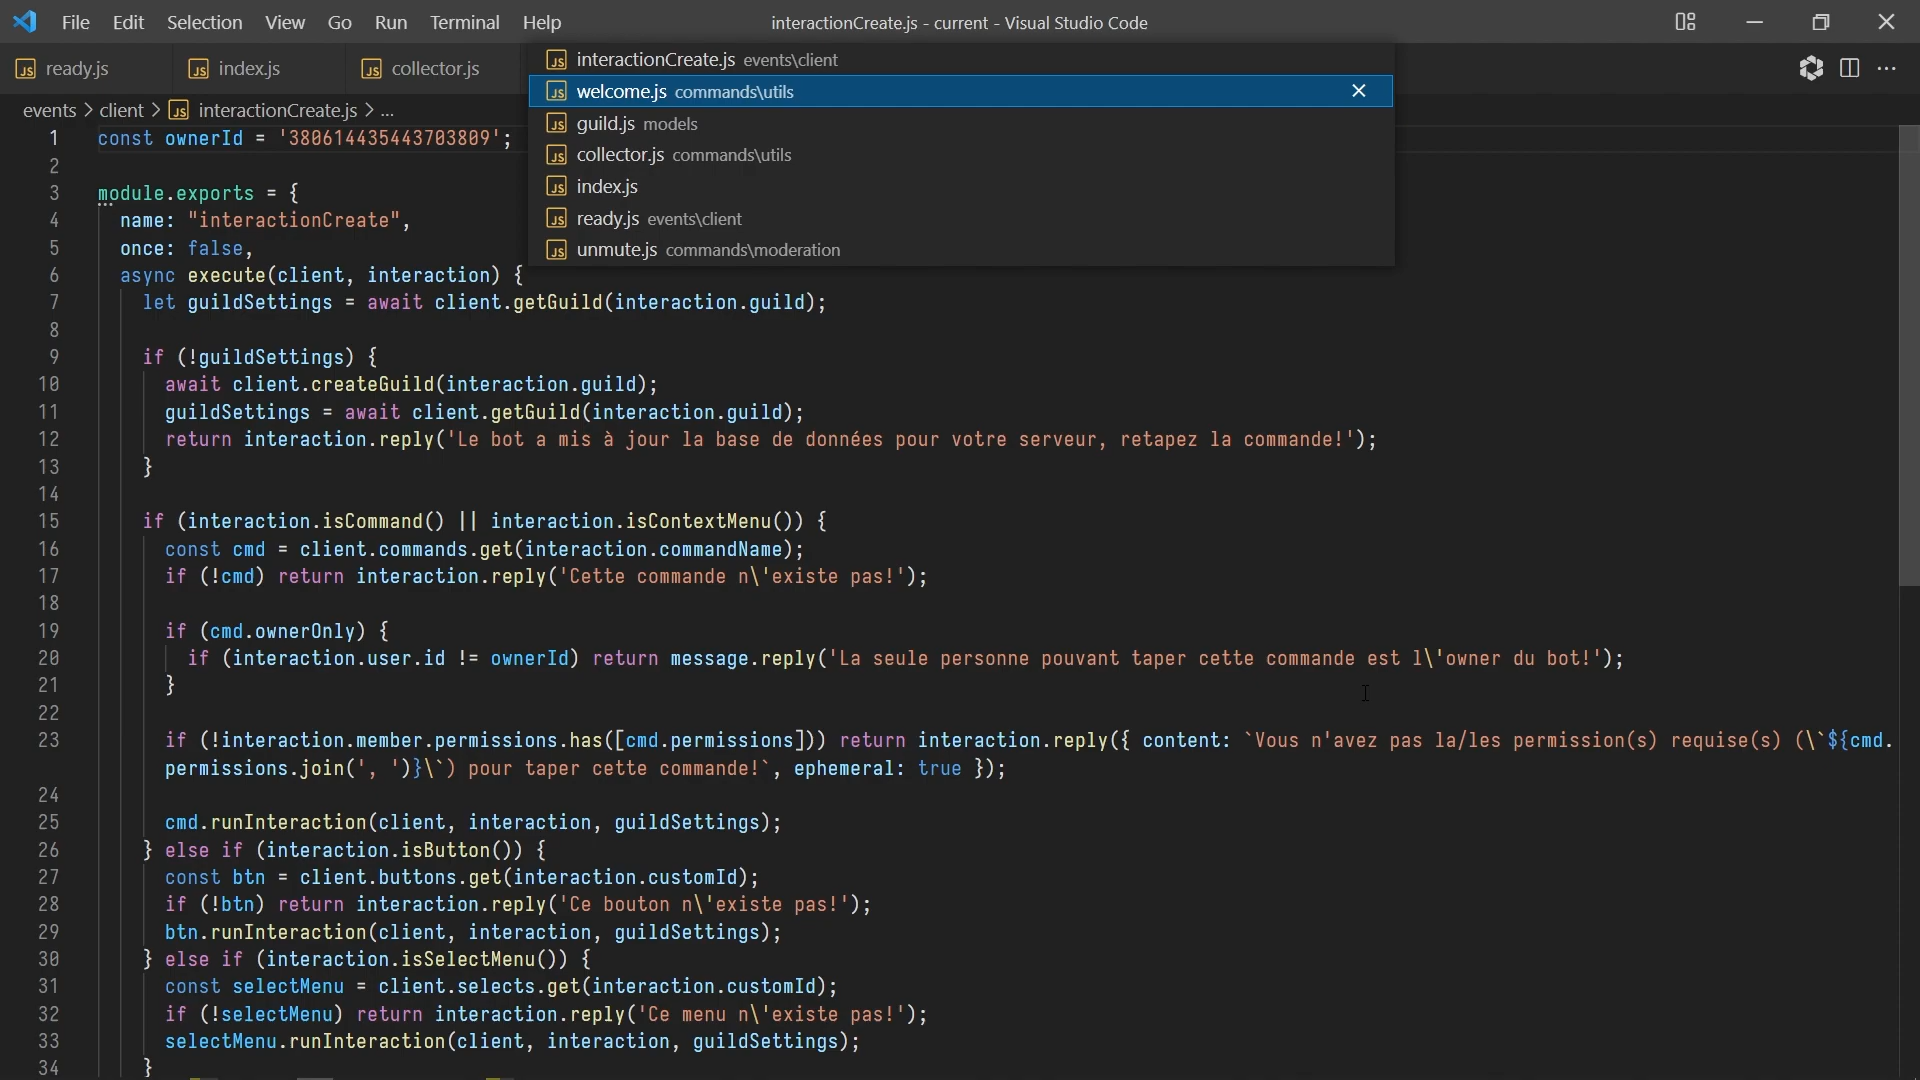 File Edit Selection View Go Run Terminal Help interactionCreate.js - current - Visual Studio Code
JS ready.js JS index.js JS collector.js
JS interactionCreate.js events\client
JS welcome.js commands\utils
JS guild.js models
JS collector.js commands\utils
JS index.js
JS ready.js events\client
JS unmute.js commands\moderation
events > client > JS interactionCreate.js > ...
1 const ownerId = '380614435443703809';
2
3 module.exports = {
4 name: "interactionCreate",
5 once: false,
6 async execute(client, interaction) {
7 let guildSettings = await client.getGuild(interaction.guild);
8
9 if (!guildSettings) {
10 await client.createGuild(interaction.guild);
11 guildSettings = await client.getGuild(interaction.guild);
12 return interaction.reply('Le bot a mis à jour la base de données pour votre serveur, retapez la commande!');
13 }
14
15 if (interaction.isCommand() || interaction.isContextMenu()) {
16 const cmd = client.commands.get(interaction.commandName);
17 if (!cmd) return interaction.reply('Cette commande n\'existe pas!');
18
19 if (cmd.ownerOnly) {
20 if (interaction.user.id != ownerId) return message.reply('La seule personne pouvant taper cette commande est l\'owner du bot!');
21 }
22
23 if (!interaction.member.permissions.has([cmd.permissions])) return interaction.reply({ content: `Vous n'avez pas la/les permission(s) requise(s) (\`${cmd.
permissions.join(', ')}\`) pour taper cette commande!`, ephemeral: true });
24
25 cmd.runInteraction(client, interaction, guildSettings);
26 } else if (interaction.isButton()) {
27 const btn = client.buttons.get(interaction.customId);
28 if (!btn) return interaction.reply('Ce bouton n\'existe pas!');
29 btn.runInteraction(client, interaction, guildSettings);
30 } else if (interaction.isSelectMenu()) {
31 const selectMenu = client.selects.get(interaction.customId);
32 if (!selectMenu) return interaction.reply('Ce menu n\'existe pas!');
33 selectMenu.runInteraction(client, interaction, guildSettings);
34 }